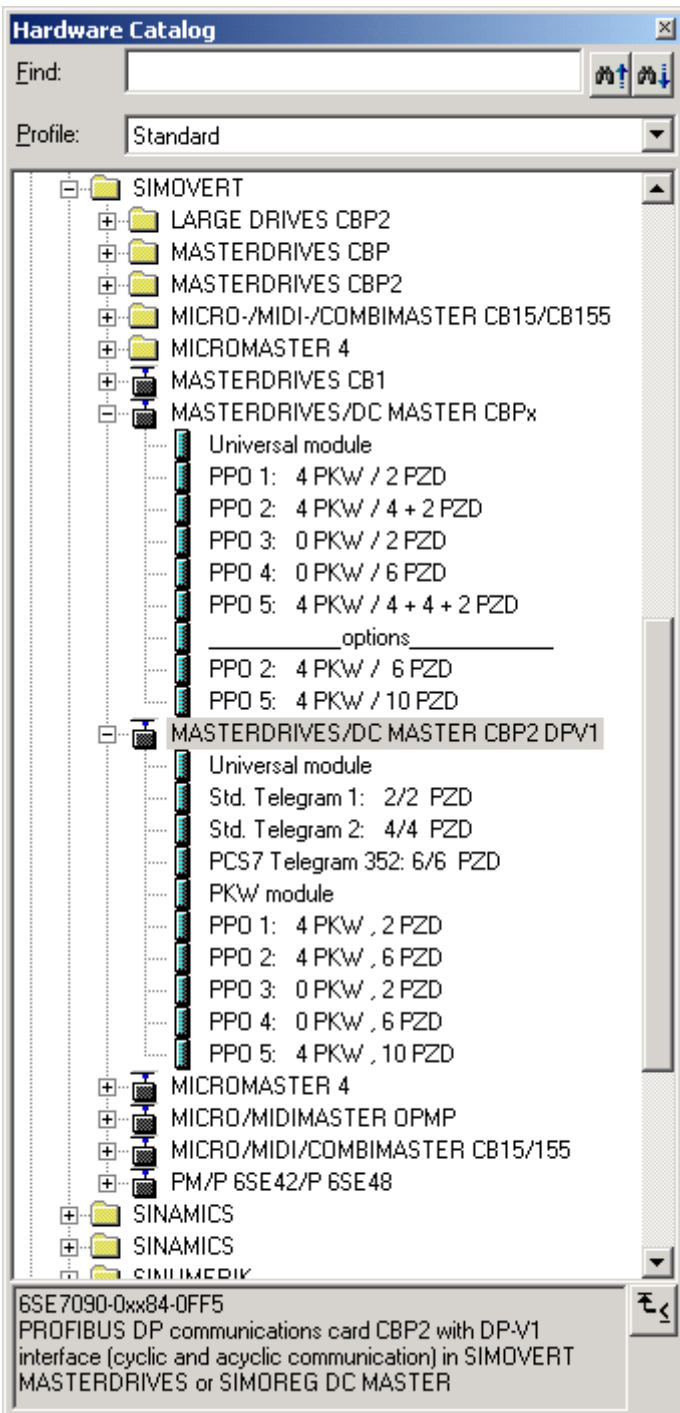 Hardware Catalog
Find:
Profile: Standard
SIMOVERT
LARGE DRIVES CBP2
MASTERDRIVES CBP
MASTERDRIVES CBP2
MICRO-/MIDI-/COMBIMASTER CB15/CB155
MICROMASTER 4
MASTERDRIVES CB1
MASTERDRIVES/DC MASTER CBPx
Universal module
PPO 1: 4 PKW / 2 PZD
PPO 2: 4 PKW / 4 + 2 PZD
PPO 3: 0 PKW / 2 PZD
PPO 4: 0 PKW / 6 PZD
PPO 5: 4 PKW / 4 + 4 + 2 PZD
___________options____________
PPO 2: 4 PKW / 6 PZD
PPO 5: 4 PKW / 10 PZD
MASTERDRIVES/DC MASTER CBP2 DPV1
Universal module
Std. Telegram 1: 2/2 PZD
Std. Telegram 2: 4/4 PZD
PCS7 Telegram 352: 6/6 PZD
PKW module
PPO 1: 4 PKW , 2 PZD
PPO 2: 4 PKW , 6 PZD
PPO 3: 0 PKW , 2 PZD
PPO 4: 0 PKW , 6 PZD
PPO 5: 4 PKW , 10 PZD
MICROMASTER 4
MICRO/MIDIMASTER OPMP
MICRO/MIDI/COMBIMASTER CB15/155
PM/P 6SE42/P 6SE48
SINAMICS
SINAMICS
SINUMERIK
6SE7090-0xx84-0FF5
PROFIBUS DP communications card CBP2 with DP-V1
interface (cyclic and acyclic communication) in SIMOVERT
MASTERDRIVES or SIMOREG DC MASTER